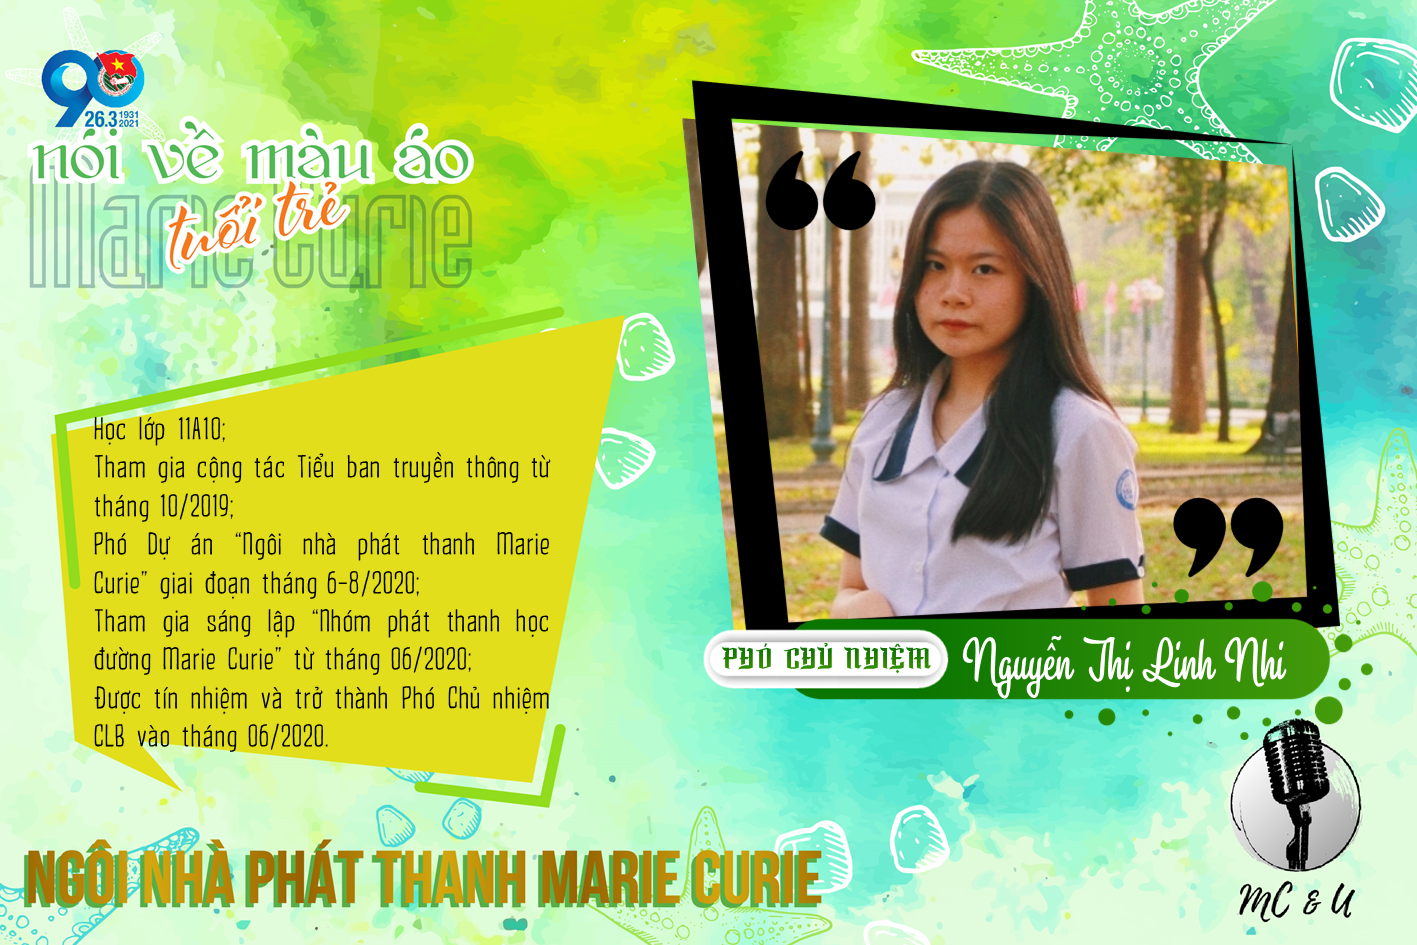 90
26.3 1931
2021
nói về màu áo
Marie Curie
tuổi trẻ
Học lớp 11A10;
Tham gia cộng tác Tiểu ban truyền thông từ
tháng 10/2019;
Phó Dự án “Ngôi nhà phát thanh Marie
Curie” giai đoạn tháng 6-8/2020;
Tham gia sáng lập “Nhóm phát thanh học
đường Marie Curie” từ tháng 06/2020;
Được tín nhiệm và trở thành Phó Chủ nhiệm
CLB vào tháng 06/2020.
PHÓ CHỦ NHIỆM
Nguyễn Thị Linh Nhi
NGÔI NHÀ PHÁT THANH MARIE CURIE
MC & U